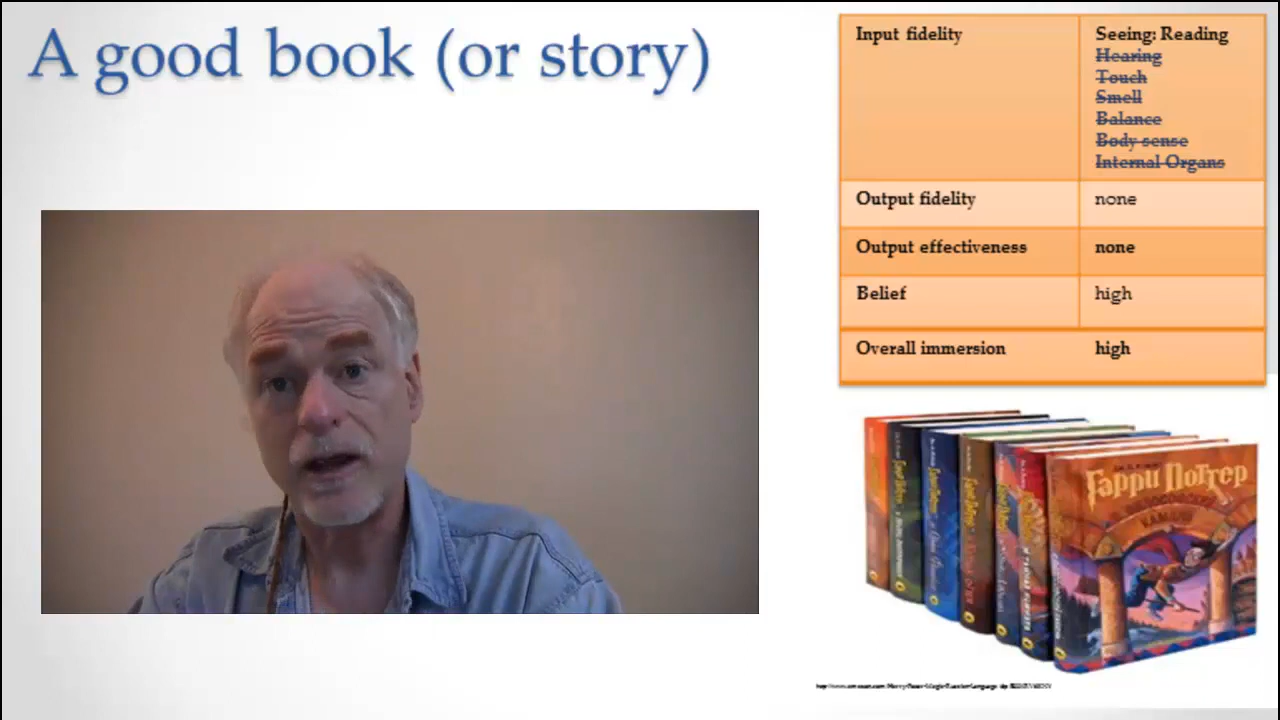 A good book (or story)
Input fidelity
Seeing: Reading
Hearing
Touch
Smell
Balance
Body sense
Internal Organs
Output fidelity
none
Output effectiveness
none
Belief
high
Overall immersion
high
Гарри Поттер